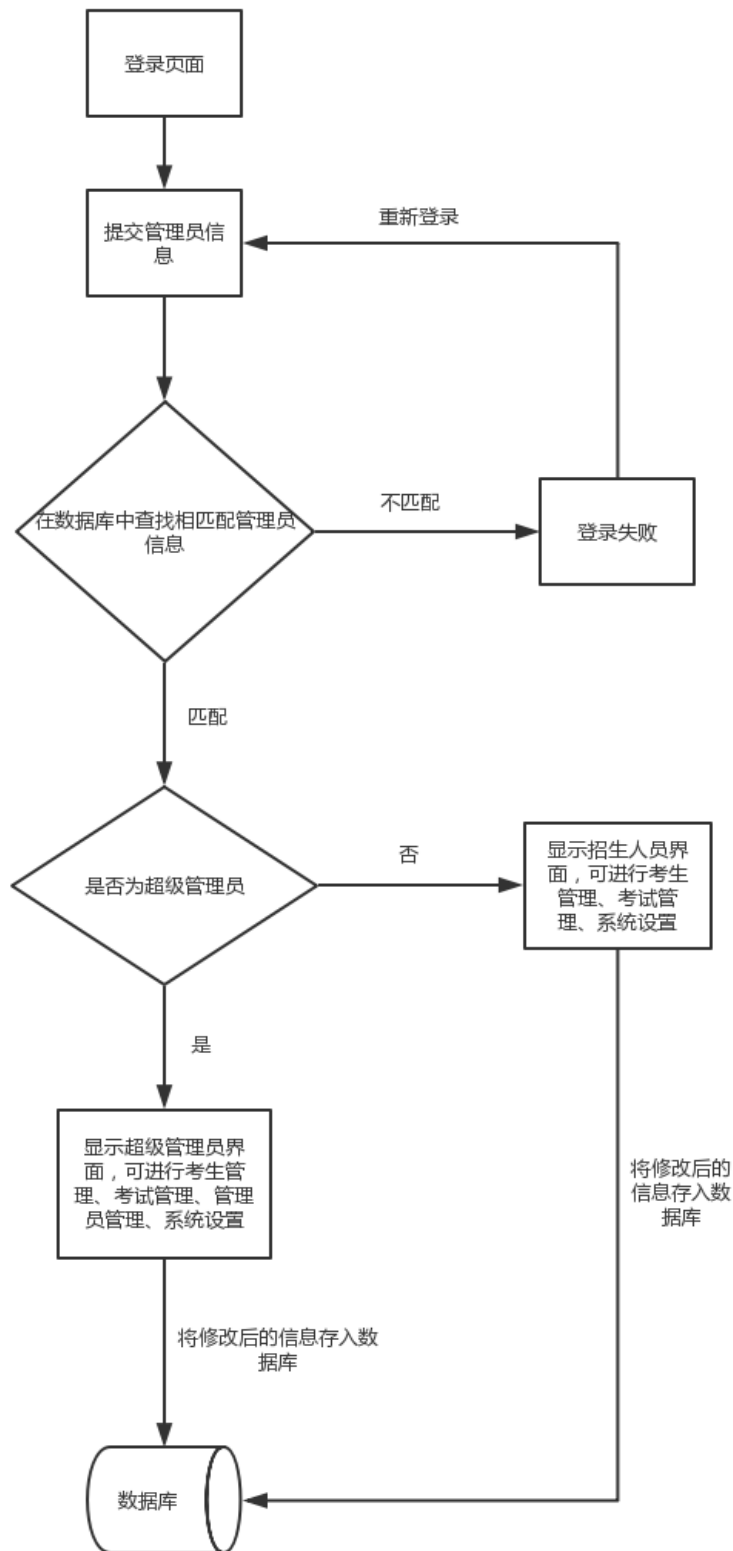 登录页面
提交管理员信
息
重新登录
在数据库中查找相匹配管理员
信息
不匹配
登录失败
匹配
是否为超级管理员
否
显示招生人员界
面，可进行考生
管理、考试管
理、系统设置
是
显示超级管理员界
面，可进行考生管
理、考试管理、管理
员管理、系统设置
将修改后的
信息存入数
据库
将修改后的信息存入数
据库
数据库